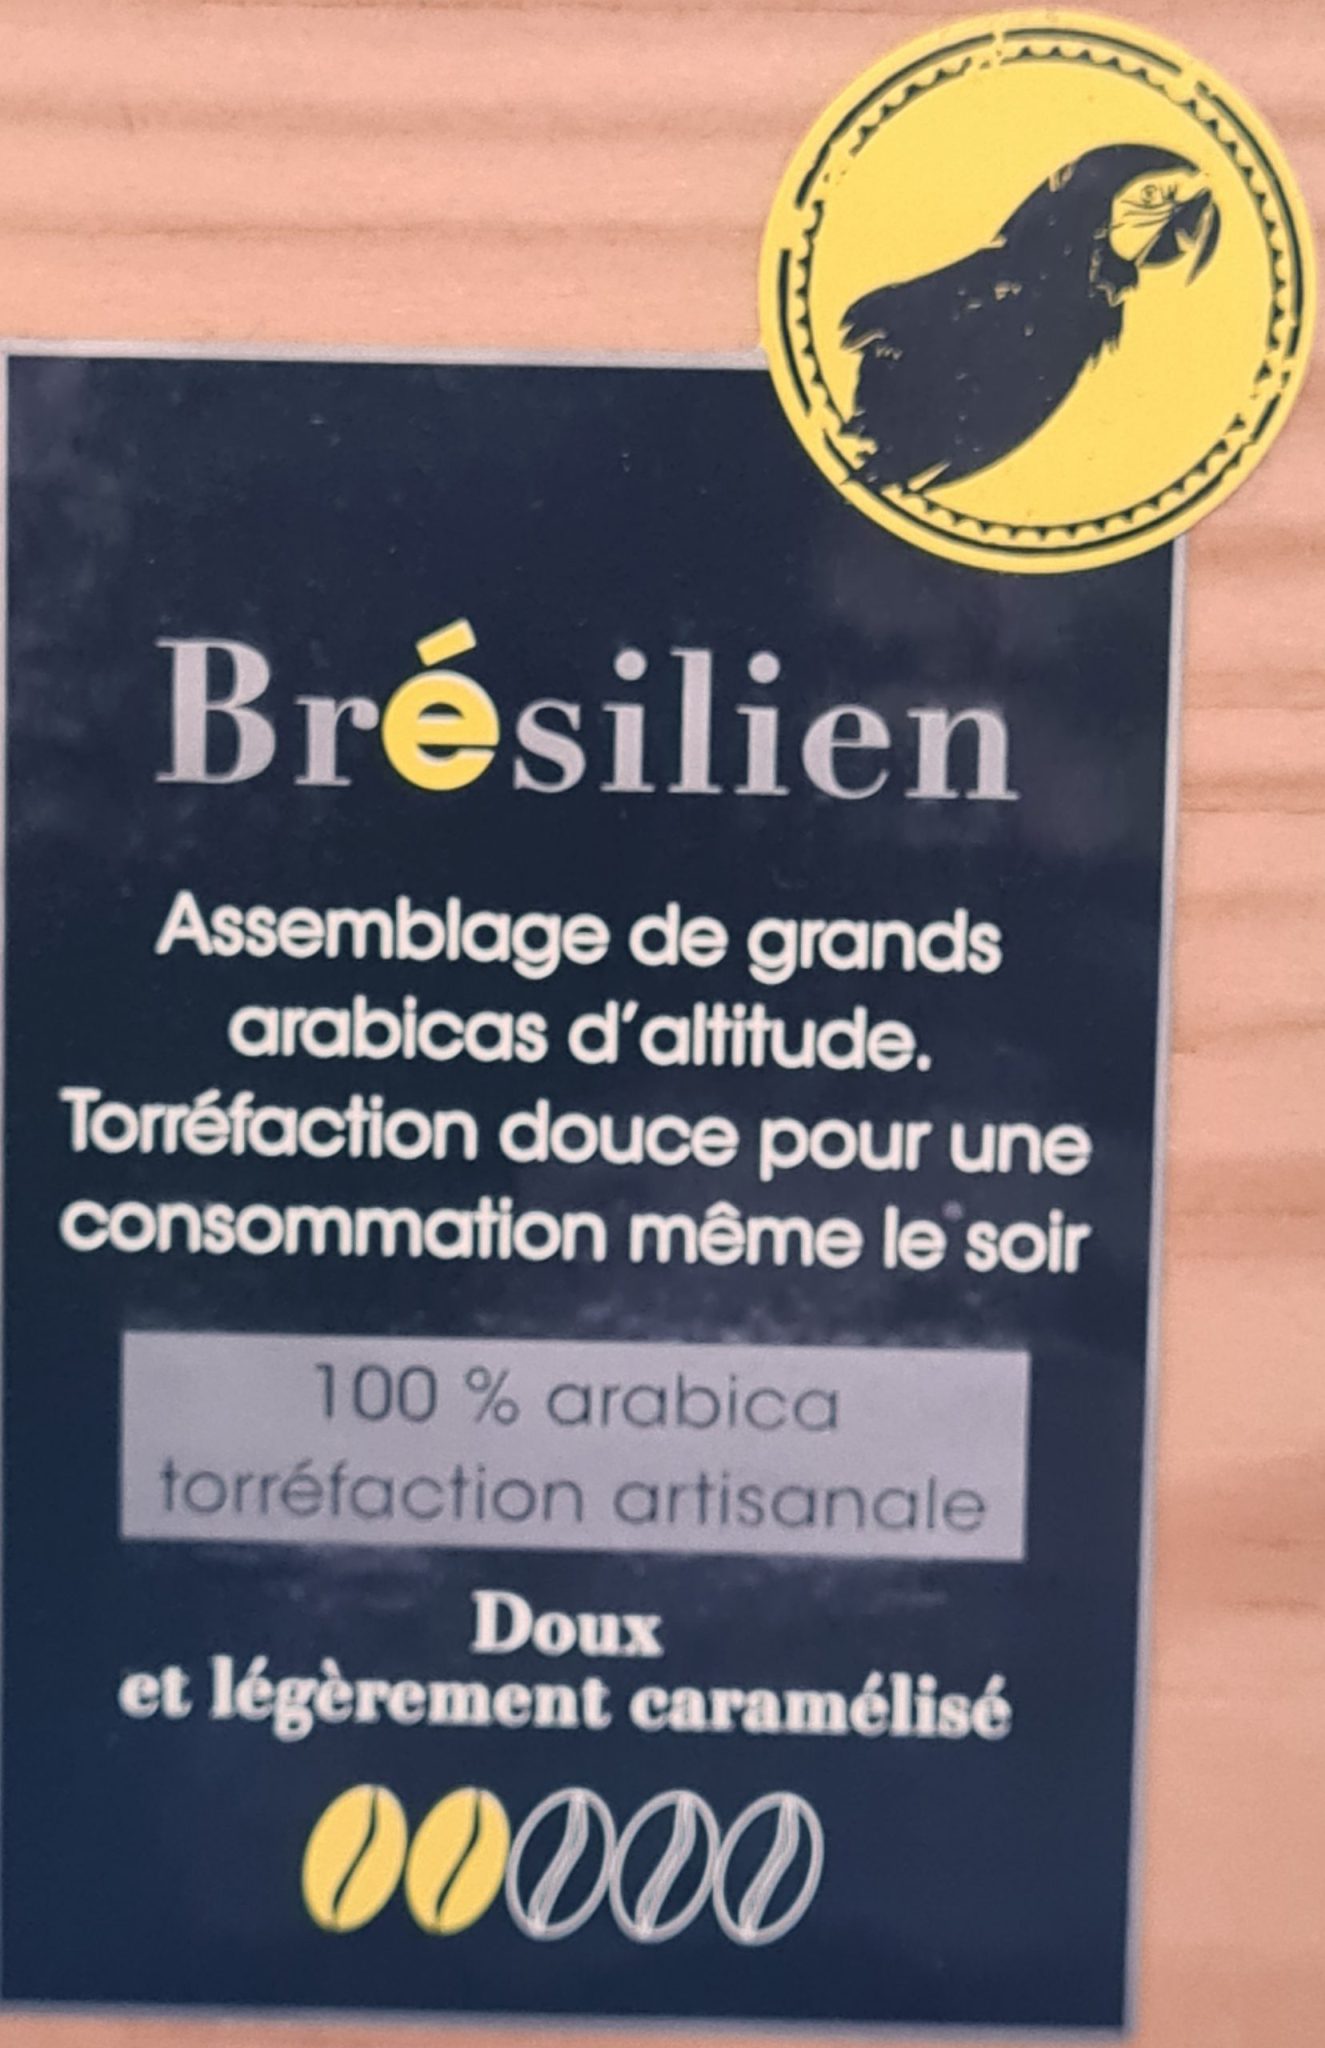 Brésilien
Assemblage de grands
arabicas d'altitude.
Torréfaction douce pour une
consommation même le soir
100 % arabica
torréfaction artisanale
Doux
et légèrement caramélisé